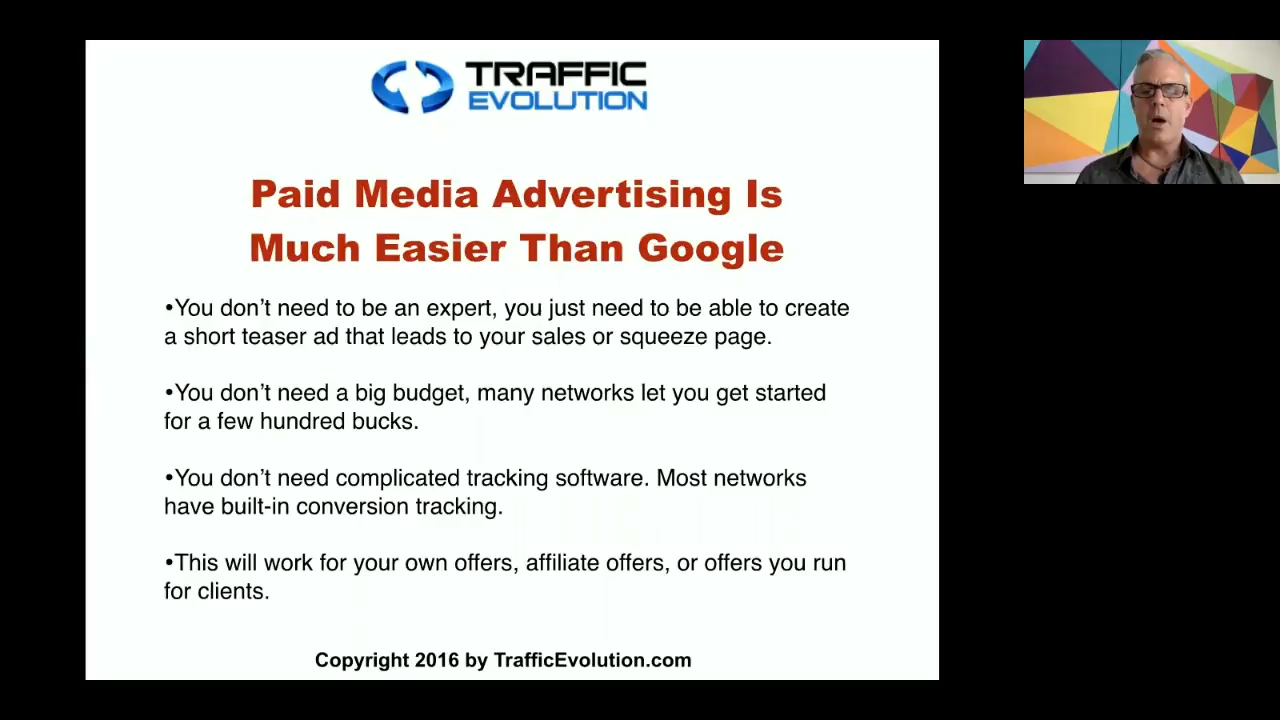 TRAFFIC
EVOLUTION
Paid Media Advertising Is
Much Easier Than Google
•You don't need to be an expert, you just need to be able to create
a short teaser ad that leads to your sales or squeeze page.
•You don't need a big budget, many networks let you get started
for a few hundred bucks.
•You don't need complicated tracking software. Most networks
have built-in conversion tracking.
•This will work for your own offers, affiliate offers, or offers you run
for clients.
Copyright 2016 by TrafficEvolution.com